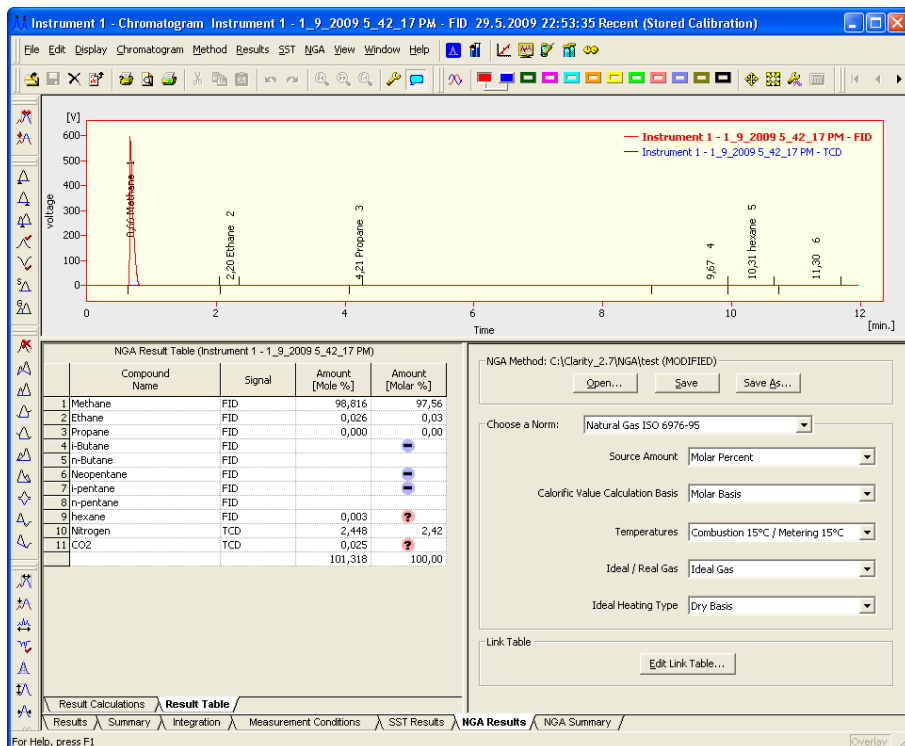 Instrument 1 - Chromatogram  Instrument 1 - 1_9_2009 5_42_17 PM - FID  29.5.2009 22:53:35 Recent (Stored Calibration)
File Edit Display Chromatogram Method Results SST NGA View Window Help
[V]
600
500
400
300
200
100
0
voltage
0,66 Methane 1
2,20 Ethane 2
4,21 Propane 3
9,67 4
10,31 hexane 5
11,30 6
Instrument 1 - 1_9_2009 5_42_17 PM - FID
Instrument 1 - 1_9_2009 5_42_17 PM - TCD
0 2 4 6 8 10 12
Time
[min.]
NGA Result Table (Instrument 1 - 1_9_2009 5_42_17 PM)
Compound Name Signal Amount [Mole %] Amount [Molar %]
1 Methane FID 98,816 97,56
2 Ethane FID 0,026 0,03
3 Propane FID 0,000 0,00
4 i-Butane FID
5 n-Butane FID
6 Neopentane FID
7 i-pentane FID
8 n-pentane FID
9 hexane FID 0,003 ?
10 Nitrogen TCD 2,448 2,42
11 CO2 TCD 0,025 ?
101,318 100,00
Result Calculations Result Table
NGA Method: C:\Clarity_2.7\NGA\test (MODIFIED)
Open... Save Save As...
Choose a Norm: Natural Gas ISO 6976-95
Source Amount Molar Percent
Calorific Value Calculation Basis Molar Basis
Temperatures Combustion 15°C / Metering 15°C
Ideal / Real Gas Ideal Gas
Ideal Heating Type Dry Basis
Link Table
Edit Link Table...
Results Summary Integration Measurement Conditions SST Results NGA Results NGA Summary
For Help, press F1
Overlay